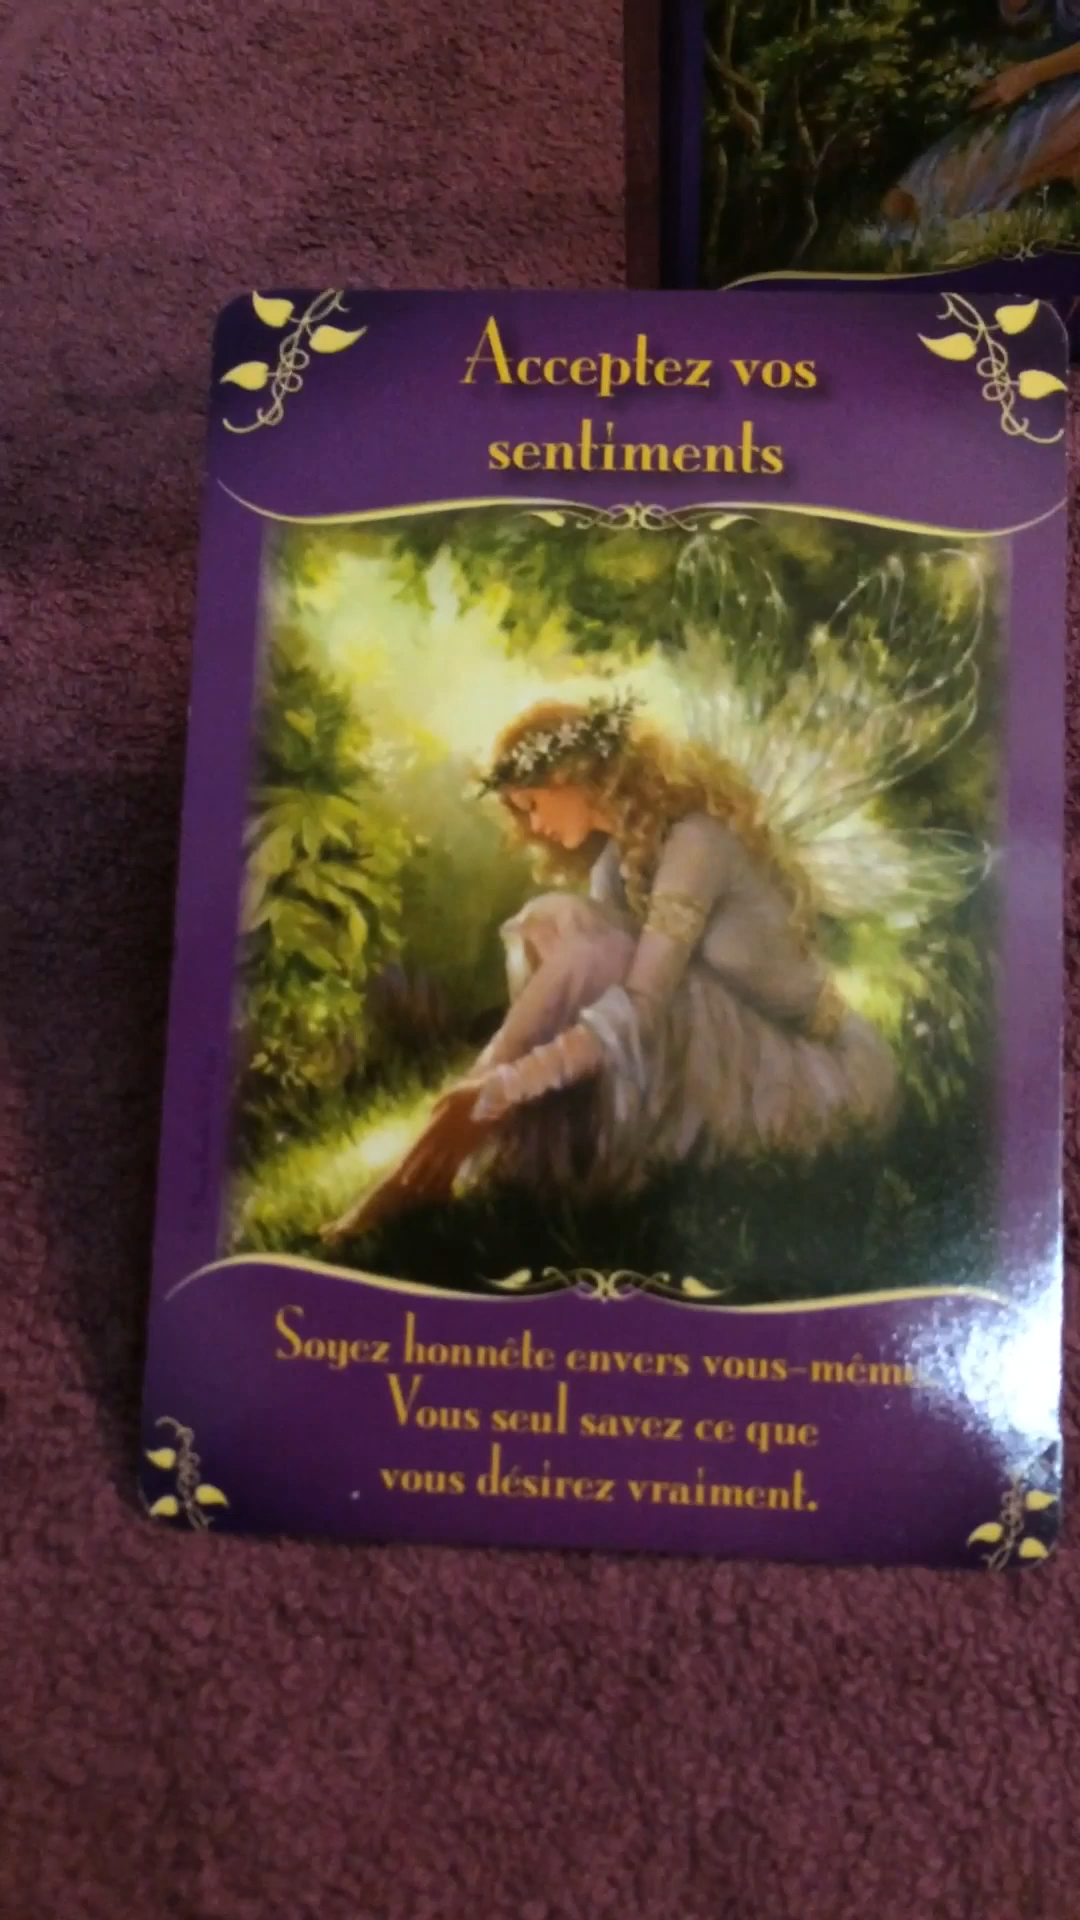 Acceptez vos
sentiments
Soyez honnête envers vous-même.
Vous seul savez ce que
vous désirez vraiment.